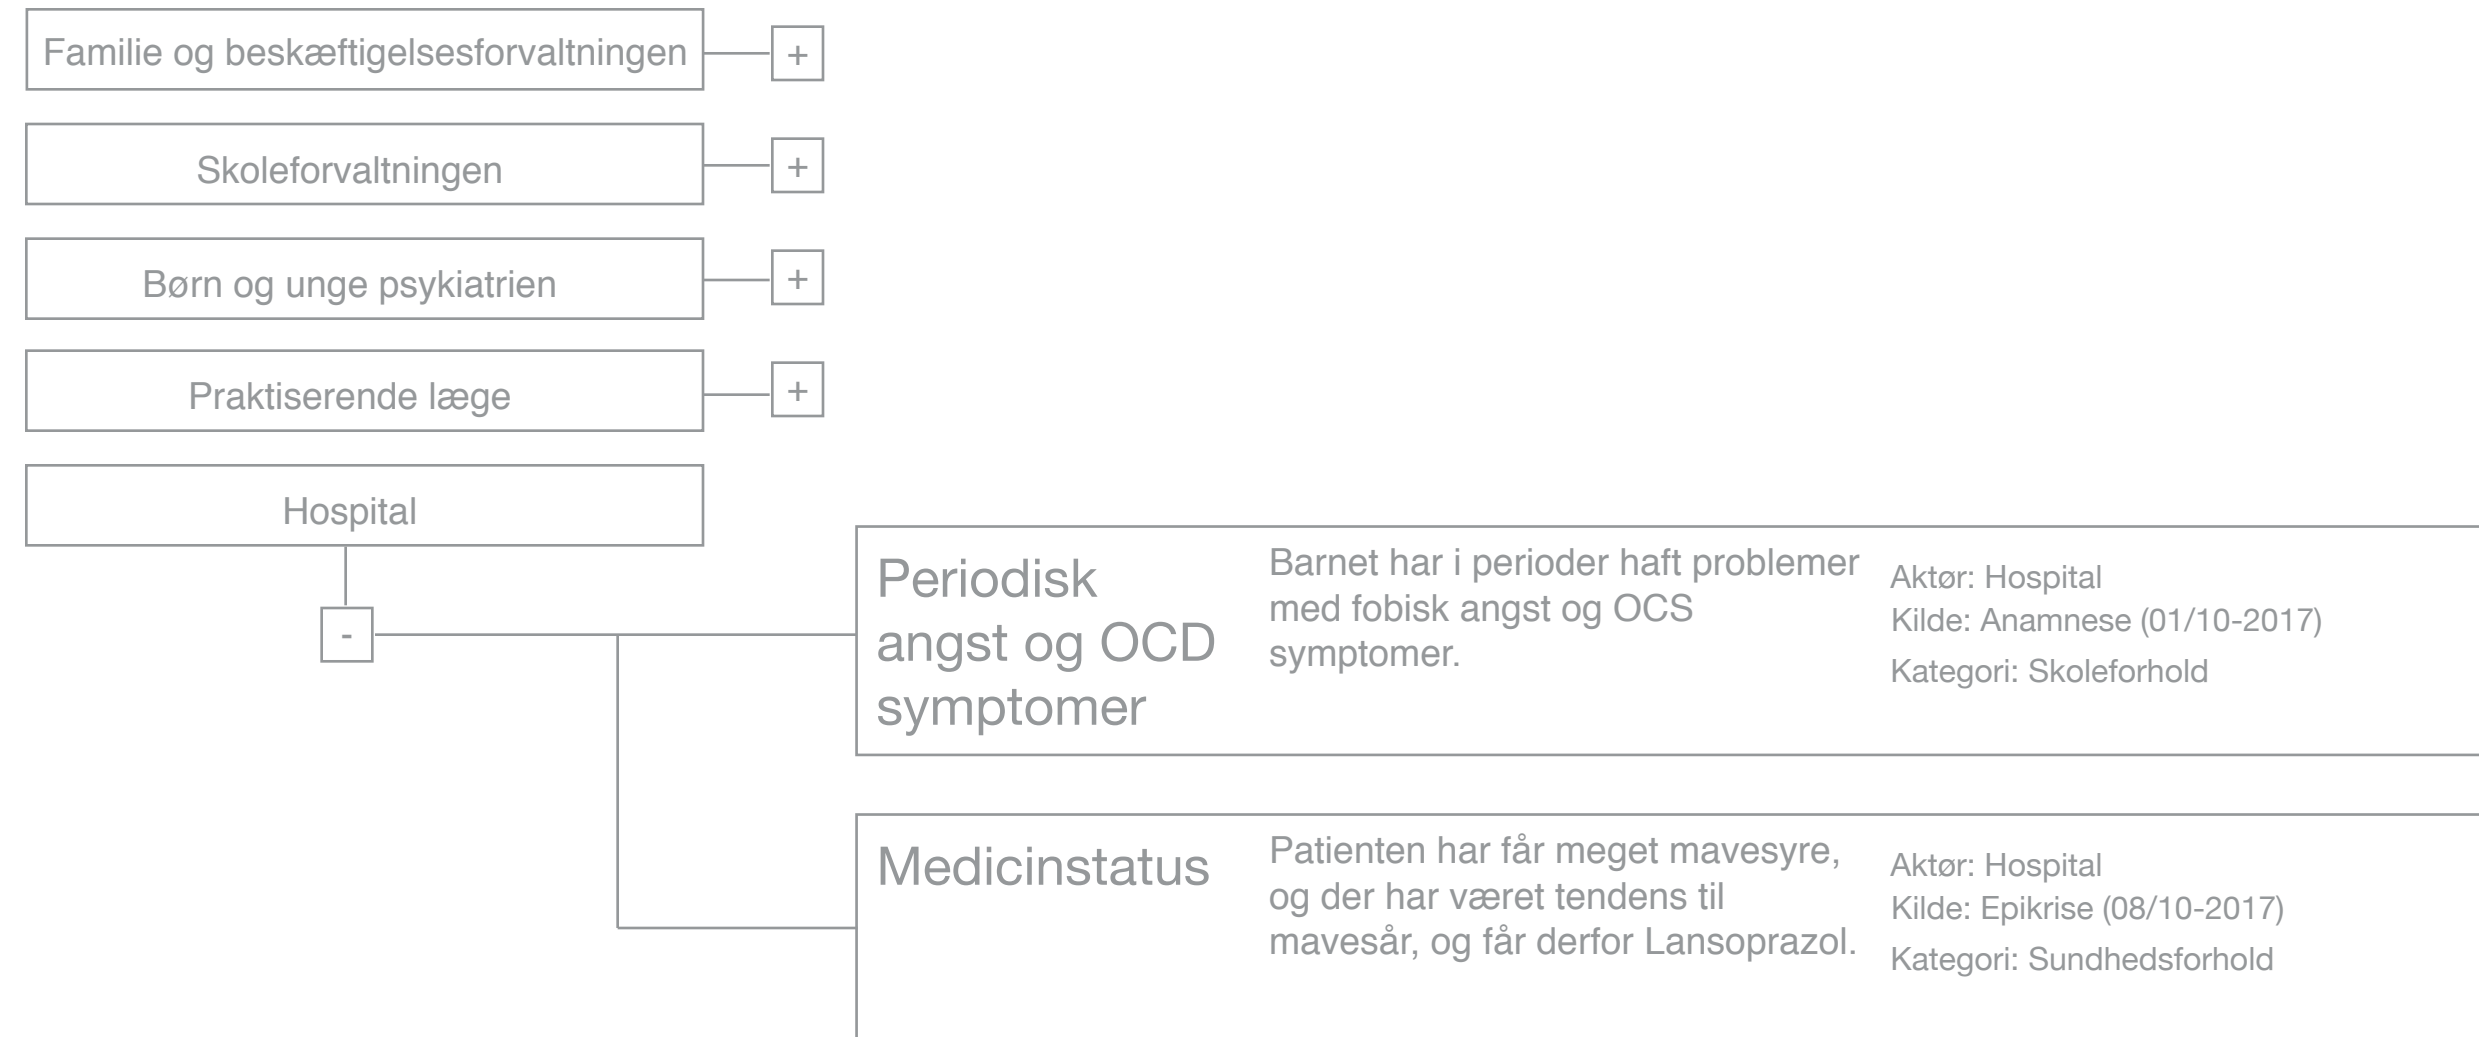 Familie og beskæftigelsesforvaltningen
+
Skoleforvaltningen
+
Børn og unge psykiatrien
+
Praktiserende læge
+
Hospital
-
Periodisk
angst og OCD
symptomer
Barnet har i perioder haft problemer
med fobisk angst og OCS
symptomer.
Aktør: Hospital
Kilde: Anamnese (01/10-2017)
Kategori: Skoleforhold
Medicinstatus
Patienten har får meget mavesyre,
og der har været tendens til
mavesår, og får derfor Lansoprazol.
Aktør: Hospital
Kilde: Epikrise (08/10-2017)
Kategori: Sundhedsforhold